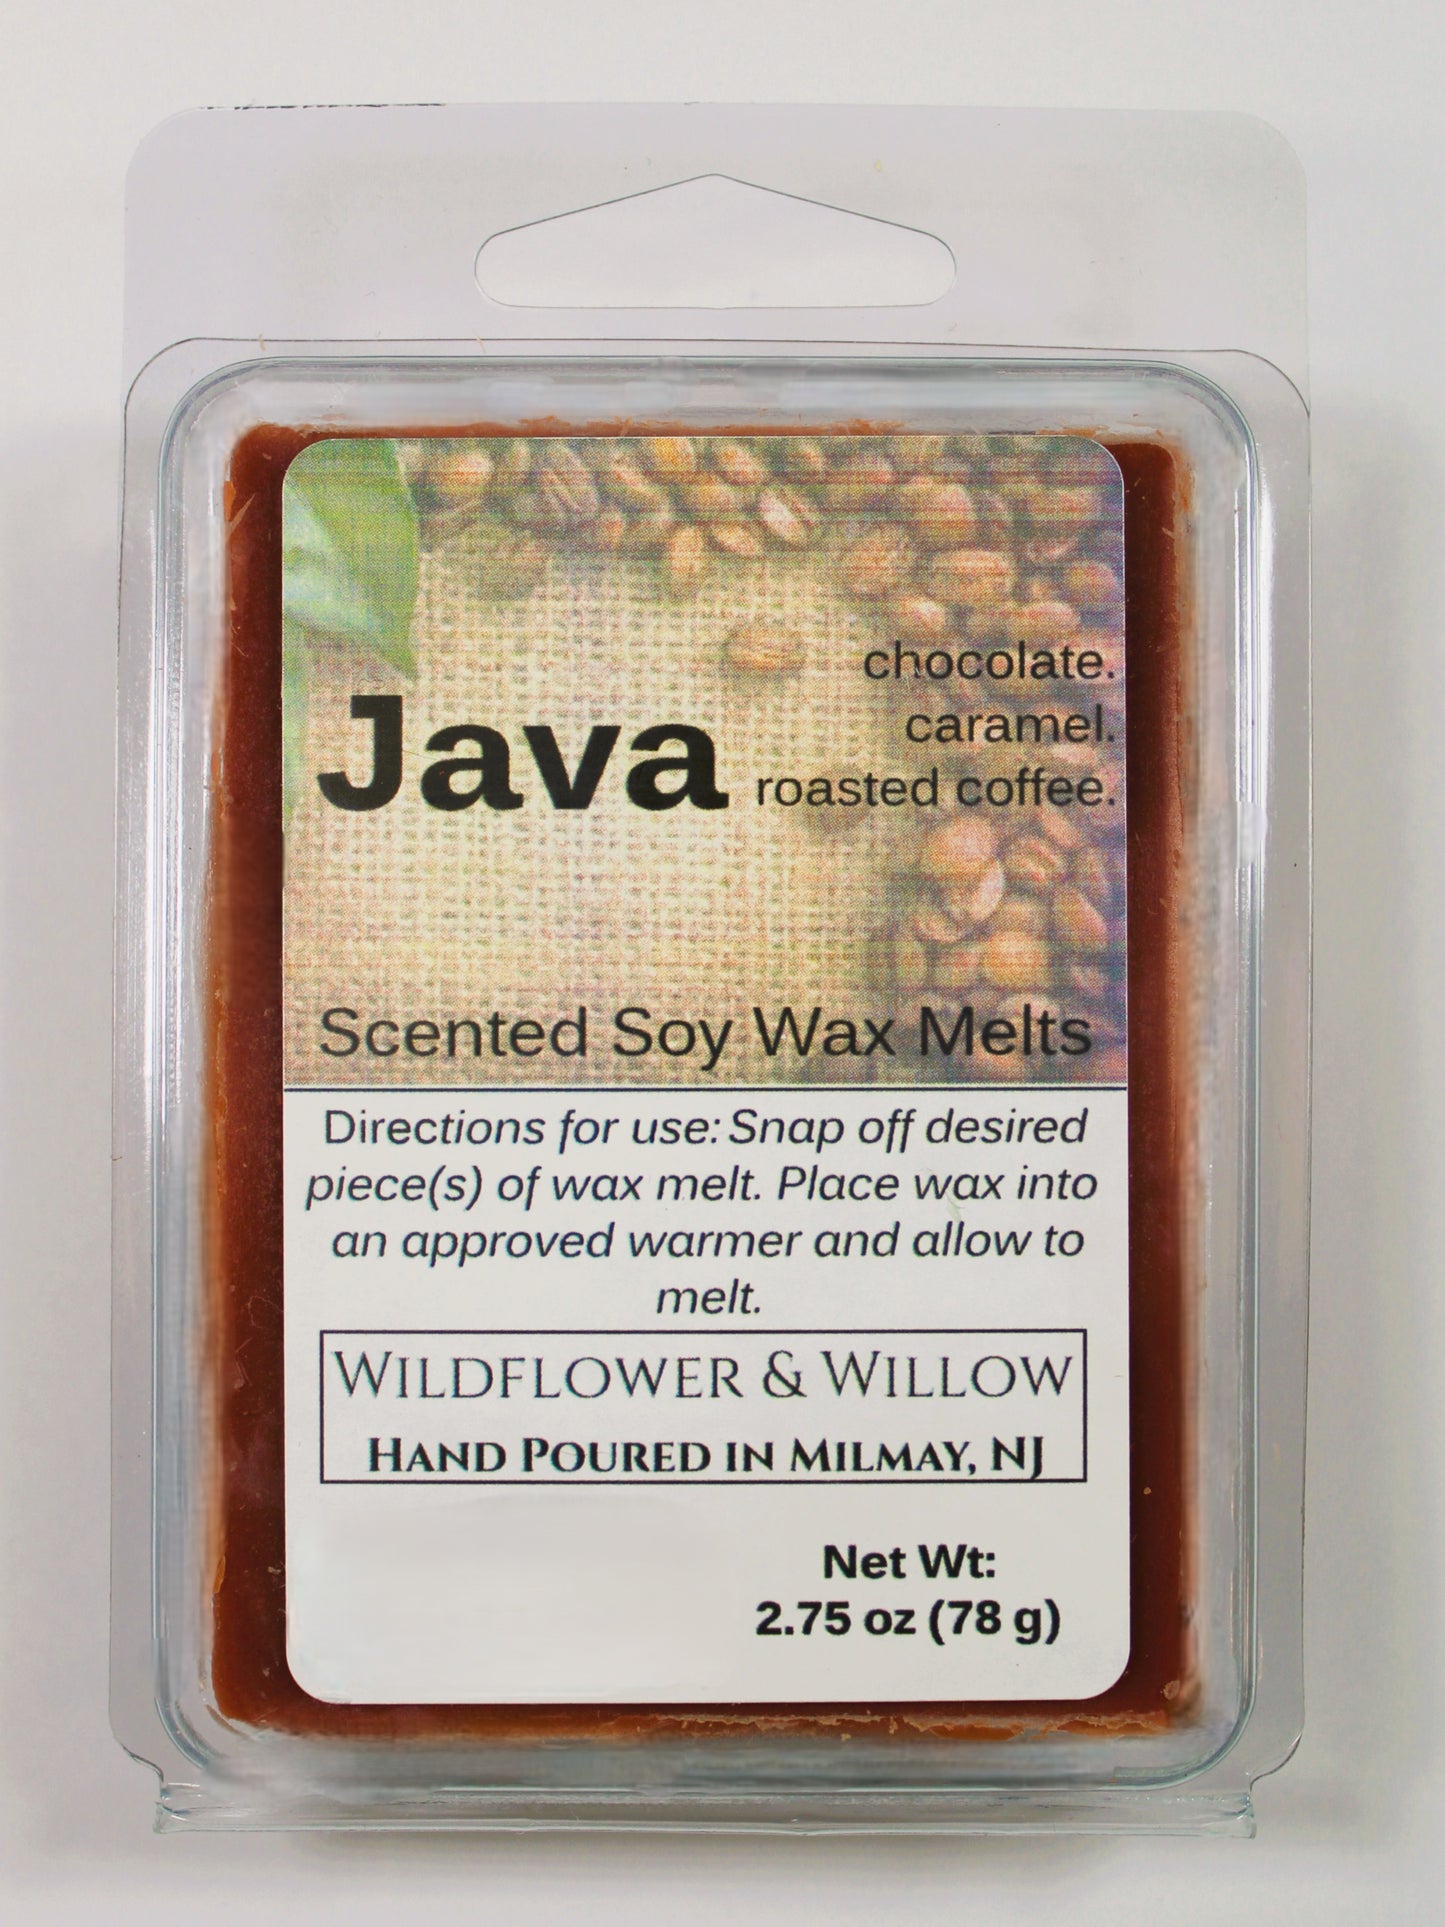 chocolate.
caramel.
Java roasted coffee.
Scented Soy Wax Melts
Directions for use: Snap off desired
piece(s) of wax melt. Place wax into
an approved warmer and allow to
melt.
WILDFLOWER & WILLOW
HAND POURED IN MILMAY, NJ
Net Wt:
2.75 oz (78 g)